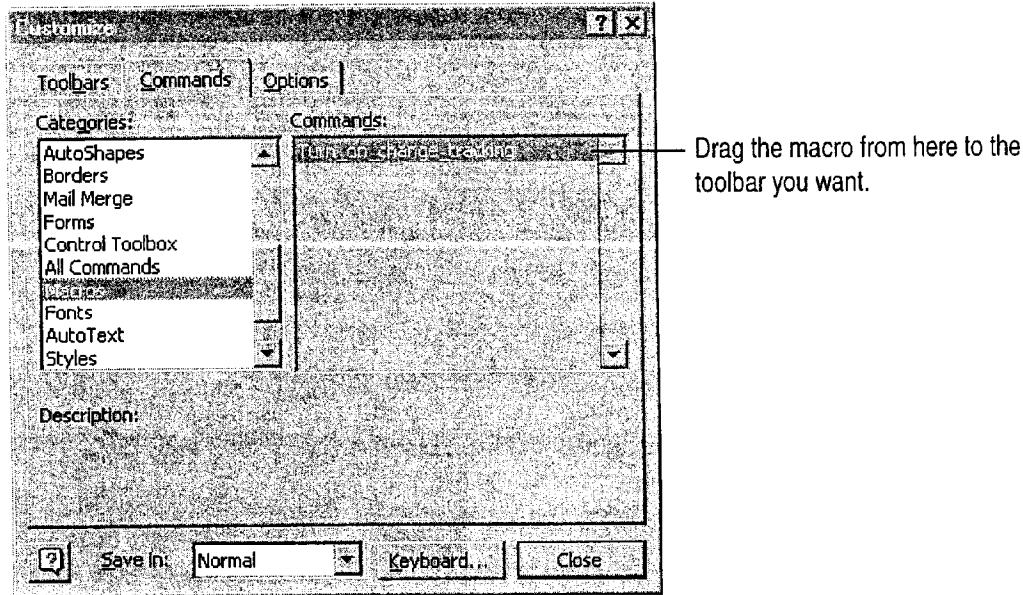 Customize
Toolbars Commands Options
Categories: Commands:
AutoShapes
Borders
Mail Merge
Forms
Control Toolbox
All Commands
Macros
Fonts
AutoText
Styles
Turn_on_change_tracking
Drag the macro from here to the
toolbar you want.
Description:
Save in: Normal Keyboard... Close